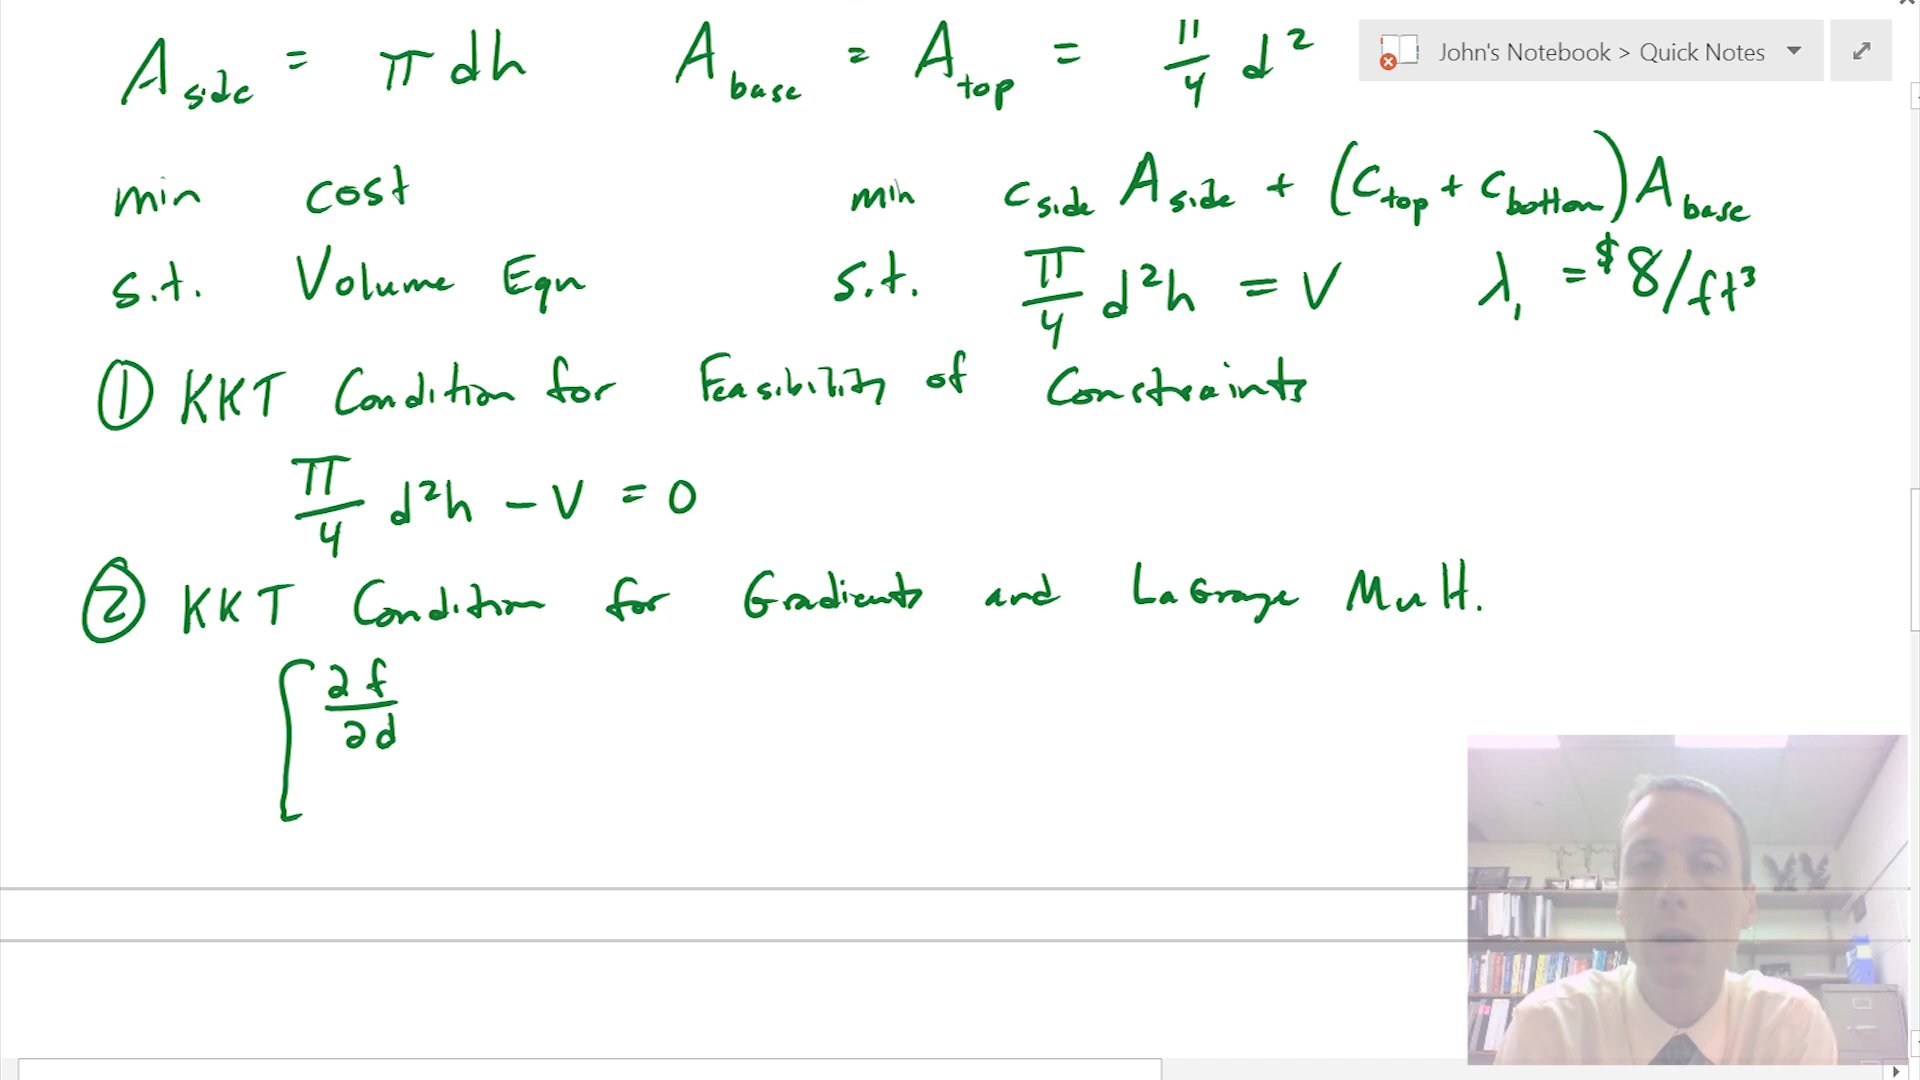 A_side = π d h A_base = A_top = π/4 d² John's Notebook > Quick Notes
min cost min c_side A_side + (c_top + c_bottom) A_base
s.t. Volume Eqn s.t. π/4 d²h = V λ₁ = $8/ft³
① KKT Condition for Feasibility of Constraints
π/4 d²h - V = 0
② KKT Condition for Gradients and LaGrange Mult.
[ ∂f/∂d